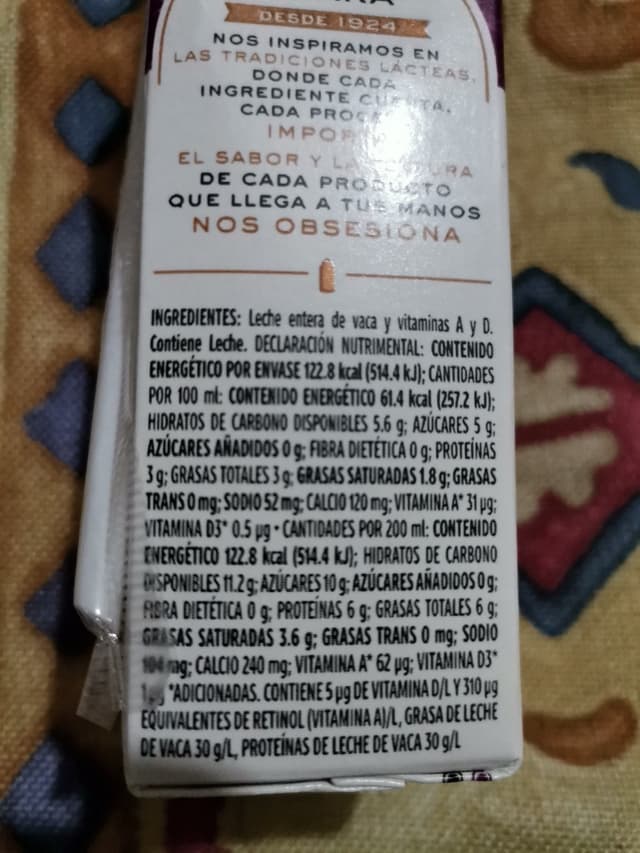 DESDE 1924
NOS INSPIRAMOS EN
LAS TRADICIONES LÁCTEAS,
DONDE CADA
INGREDIENTE CUENTA,
CADA
EL SABOR Y
DE CADA PRODUCTO
QUE LLEGA A TUS MANOS
NOS OBSESIONA
INGREDIENTES: Leche entera de vaca y vitaminas A y D.
Contiene Leche. DECLARACIÓN NUTRIMENTAL: CONTENIDO
ENERGÉTICO POR ENVASE 122.8 kcal (514.4 kJ); CANTIDADES
POR 100 ml: CONTENIDO ENERGÉTICO 61.4 kcal (257.2 kJ);
HIDRATOS DE CARBONO DISPONIBLES 5.6 g; AZÚCARES 5 g;
AZÚCARES AÑADIDOS 0 g; FIBRA DIETÉTICA 0 g; PROTEÍNAS
3 g; GRASAS TOTALES 3 g; GRASAS SATURADAS 1.8 g; GRASAS
TRANS 0 mg; SODIO 52 mg; CALCIO 120 mg; VITAMINA A* 31 µg;
VITAMINA D3* 0.5 µg • CANTIDADES POR 200 ml: CONTENIDO
ENERGÉTICO 122.8 kcal (514.4 kJ); HIDRATOS DE CARBONO
DISPONIBLES 11.2 g; AZÚCARES 10 g; AZÚCARES AÑADIDOS 0 g;
FIBRA DIETÉTICA 0 g; PROTEÍNAS 6 g; GRASAS TOTALES 6 g;
GRASAS SATURADAS 3.6 g; GRASAS TRANS 0 mg; SODIO
104 mg; CALCIO 240 mg; VITAMINA A* 62 µg; VITAMINA D3*
1 µg *ADICIONADAS. CONTIENE 5 µg DE VITAMINA D/L Y 310 µg
EQUIVALENTES DE RETINOL (VITAMINA A)/L, GRASA DE LECHE
DE VACA 30 g/L, PROTEÍNAS DE LECHE DE VACA 30 g/L